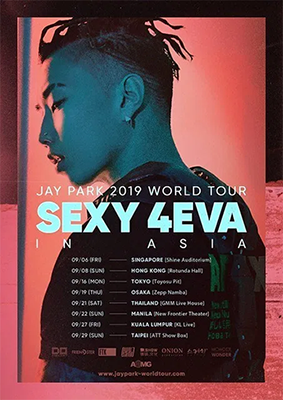 JAY PARK 2019 WORLD TOUR
SEXY 4EVA
IN ASIA
09/06 (FRI) SINGAPORE [Shine Auditorium]
09/08 (SUN) HONG KONG [Rotunda Hall]
09/16 (MON) TOKYO [Toyosu Pit]
09/19 (THU) OSAKA [Zepp Namba]
09/21 (SAT) THAILAND [GMM Live House]
09/22 (SUN) MANILA [New Frontier Theater]
09/27 (FRI) KUALA LUMPUR [KL Live]
09/29 (SUN) TAIPEI [ATT Show Box]
ONION
AOMG
www.jaypark-worldtour.com